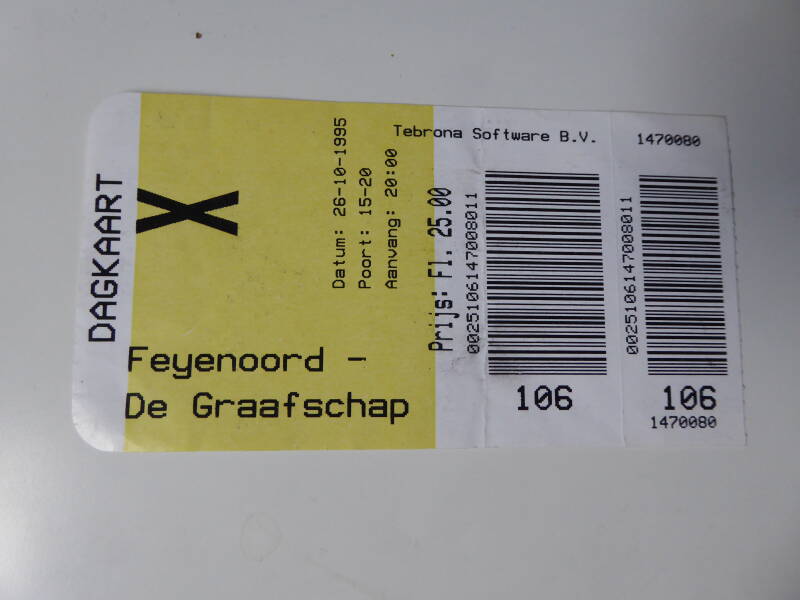 DAGKAART
X
Feyenoord -
De Graafschap
Datum: 26-10-1995
Poort: 15-20
Aanvang: 20:00
Prijs: Fl. 25.00
Tebrona Software B.V.
0025106147008011
106
1470080
0025106147008011
106
1470080